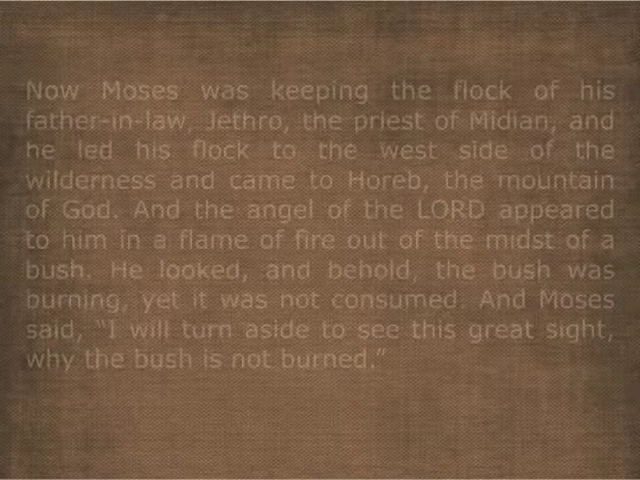 Now Moses was keeping the flock of his
father-in-law, Jethro, the priest of Midian, and
he led his flock to the west side of the
wilderness and came to Horeb, the mountain
of God. And the angel of the LORD appeared
to him in a flame of fire out of the midst of a
bush. He looked, and behold, the bush was
burning, yet it was not consumed. And Moses
said, “I will turn aside to see this great sight,
why the bush is not burned.”